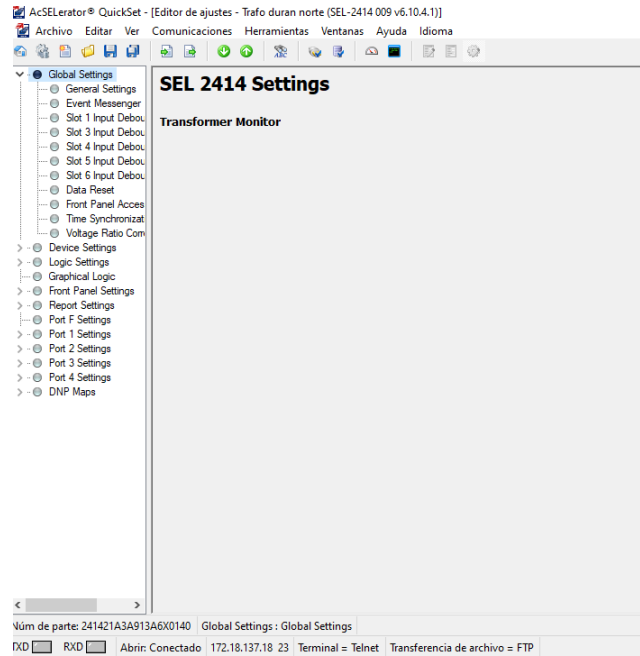 AcSELerator® QuickSet - [Editor de ajustes - Trafo duran norte (SEL-2414 009 v6.10.4.1)]
Archivo Editar Ver Comunicaciones Herramientas Ventanas Ayuda Idioma
Global Settings
General Settings
Event Messenger
Slot 1 Input Debou
Slot 3 Input Debou
Slot 4 Input Debou
Slot 5 Input Debou
Slot 6 Input Debou
Data Reset
Front Panel Acces
Time Synchronizat
Voltage Ratio Corr
Device Settings
Logic Settings
Graphical Logic
Front Panel Settings
Report Settings
Port F Settings
Port 1 Settings
Port 2 Settings
Port 3 Settings
Port 4 Settings
DNP Maps
SEL 2414 Settings
Transformer Monitor
Núm de parte: 241421A3A913A6X0140 Global Settings : Global Settings
TXD RXD Abrir: Conectado 172.18.137.18 23 Terminal = Telnet Transferencia de archivo = FTP